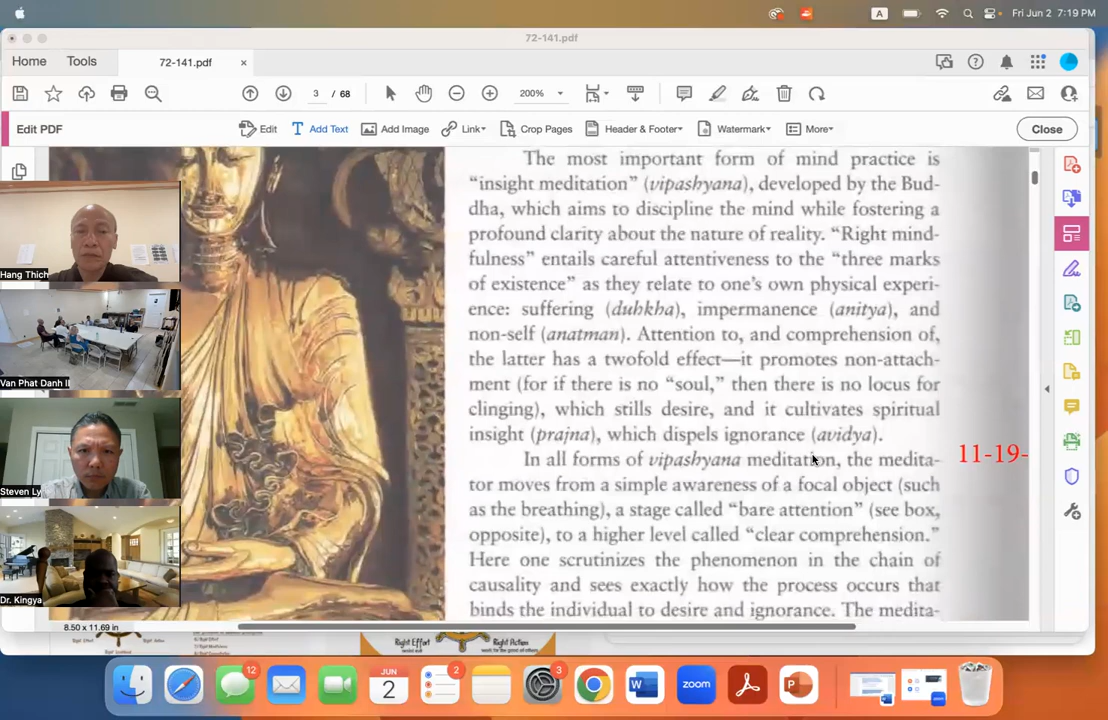 Fri Jun 2 7:19 PM
A
72-141.pdf
Home
Tools
72-141.pdf
3 / 68
200%
Edit PDF
Edit
Add Text
Add Image
Link
Crop Pages
Header & Footer
Watermark
More
Close
The most important form of mind practice is
“insight meditation” (vipashyana), developed by the Bud-
dha, which aims to discipline the mind while fostering a
profound clarity about the nature of reality. “Right mind-
fulness” entails careful attentiveness to the “three marks
of existence” as they relate to one’s own physical experi-
ence: suffering (duhkha), impermanence (anitya), and
non-self (anatman). Attention to, and comprehension of,
the latter has a twofold effect—it promotes non-attach-
ment (for if there is no “soul,” then there is no locus for
clinging), which stills desire, and it cultivates spiritual
insight (prajna), which dispels ignorance (avidya).
In all forms of vipashyana meditation, the medita-
tor moves from a simple awareness of a focal object (such
as the breathing), a stage called “bare attention” (see box,
opposite), to a higher level called “clear comprehension.”
Here one scrutinizes the phenomenon in the chain of
causality and sees exactly how the process occurs that
binds the individual to desire and ignorance. The medita-
11-19-
Hang Thich
Van Phat Danh II
Steven Ly
Dr. Kingya
8.50 x 11.69 in
Right Effort
Right Action
12
JUN
2
2
3
W
zoom
P